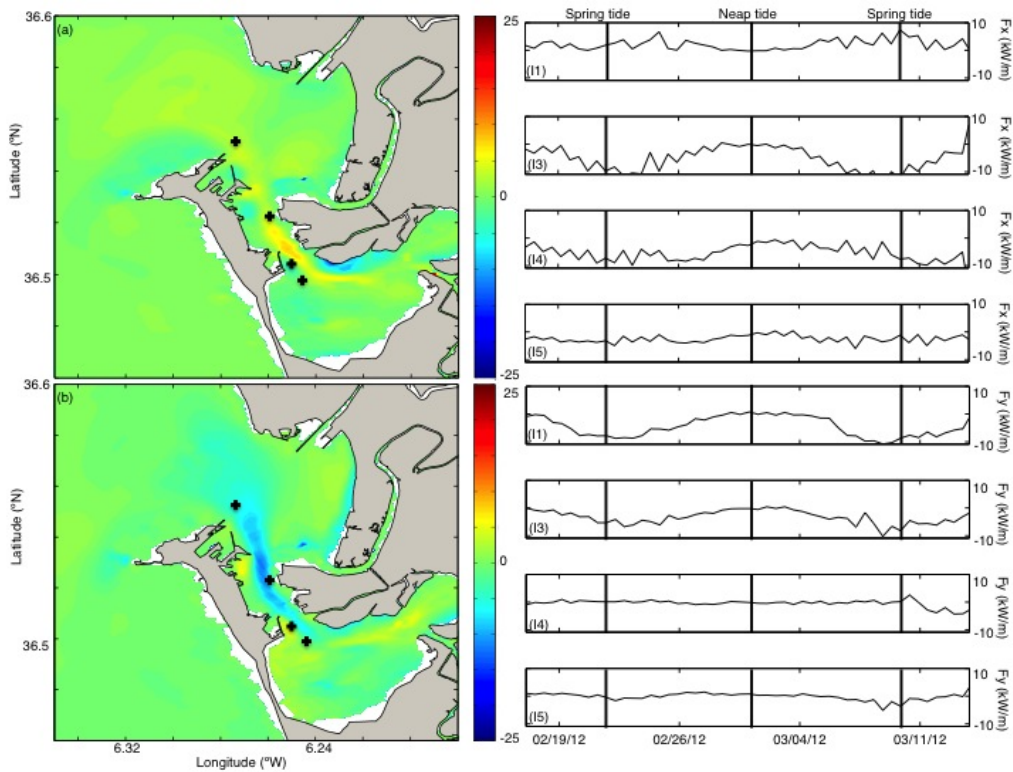 36.6
(a)
Latitude (ºN)
36.5
25
0
-25
36.6
(b)
Latitude (ºN)
36.5
6.32
6.24
Longitude (ºW)
25
0
-25
Spring tide Neap tide Spring tide
(I1)
10
-10
Fx (kW/m)
(I3)
10
-10
Fx (kW/m)
(I4)
10
-10
Fx (kW/m)
(I5)
10
-10
Fx (kW/m)
(I1)
10
-10
Fy (kW/m)
(I3)
10
-10
Fy (kW/m)
(I4)
10
-10
Fy (kW/m)
(I5)
10
-10
Fy (kW/m)
02/19/12 02/26/12 03/04/12 03/11/12